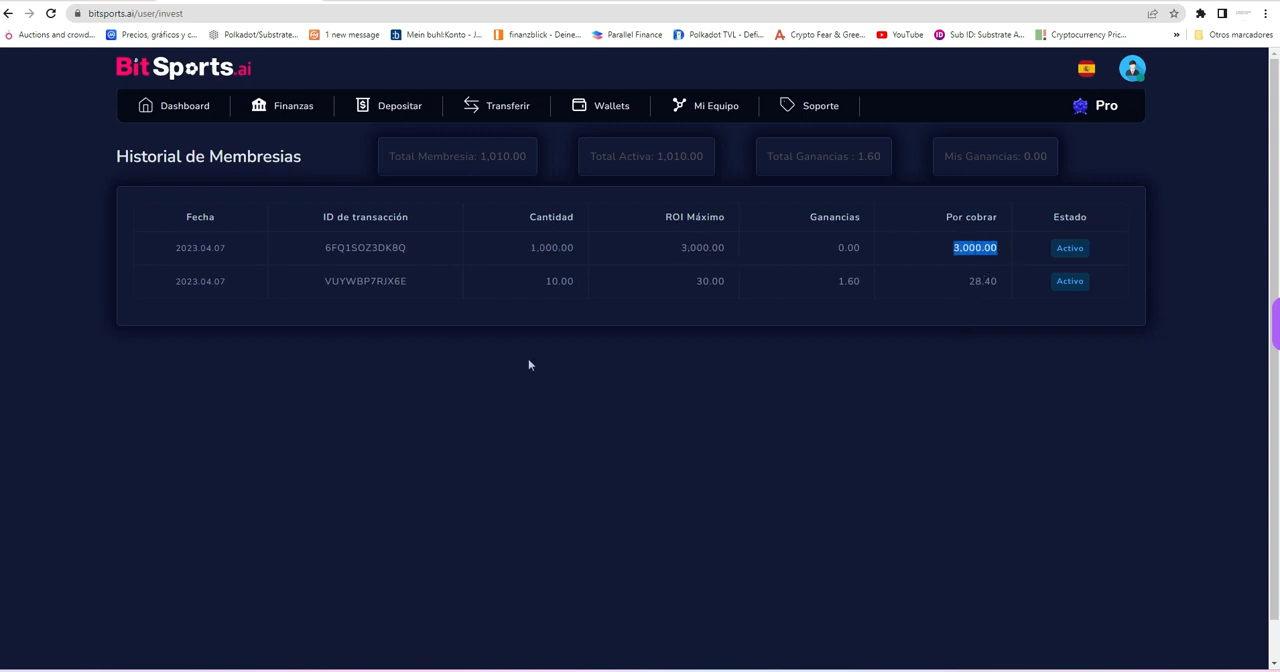 bitsports.ai/user/invest
Auctions and crowd... Precios, gráficos y c... Polkadot/Substrate... 1 new message Mein buhl:Konto - J... finanzblick - Deine... Parallel Finance Polkadot TVL - Defi... Crypto Fear & Gree... YouTube Sub ID: Substrate A... Cryptocurrency Pric... » Otros marcadores
BitSports.ai
Dashboard Finanzas Depositar Transferir Wallets Mi Equipo Soporte Pro
Historial de Membresias Total Membresia: 1,010.00 Total Activa: 1,010.00 Total Ganancias : 1.60 Mis Ganancias: 0.00
Fecha ID de transacción Cantidad ROI Máximo Ganancias Por cobrar Estado
2023.04.07 6FQ1SOZ3DK8Q 1,000.00 3,000.00 0.00 3,000.00 Activo
2023.04.07 VUYWBP7RJX6E 10.00 30.00 1.60 28.40 Activo